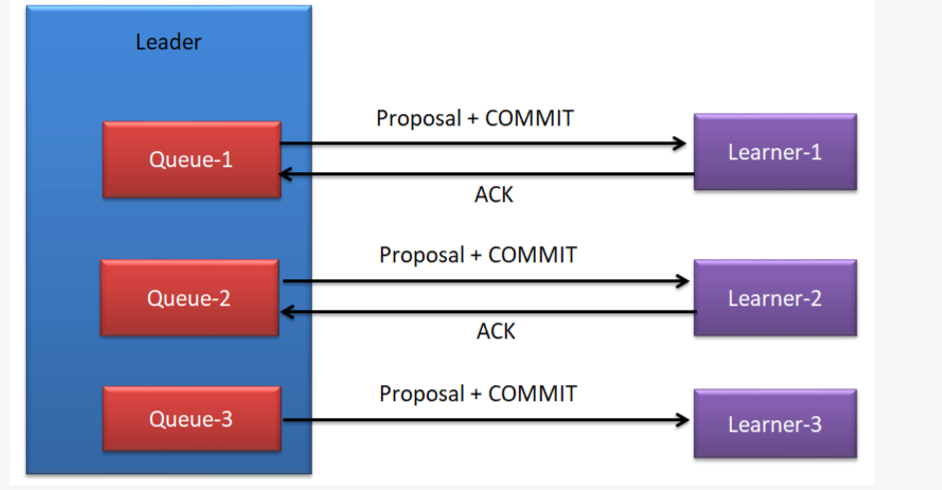 Leader
Proposal + COMMIT
Queue-1
Learner-1
ACK
Proposal + COMMIT
Queue-2
Learner-2
ACK
Proposal + COMMIT
Queue-3
Learner-3